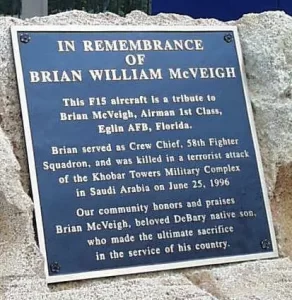 IN REMEMBRANCE
OF
BRIAN WILLIAM McVEIGH
This F15 aircraft is a tribute to
Brian McVeigh, Airman 1st Class,
Eglin AFB, Florida.
Brian served as Crew Chief, 58th Fighter
Squadron, and was killed in a terrorist attack
of the Khobar Towers Military Complex
in Saudi Arabia on June 25, 1996
Our community honors and praises
Brian McVeigh, beloved DeBary native son,
who made the ultimate sacrifice
in the service of his country.